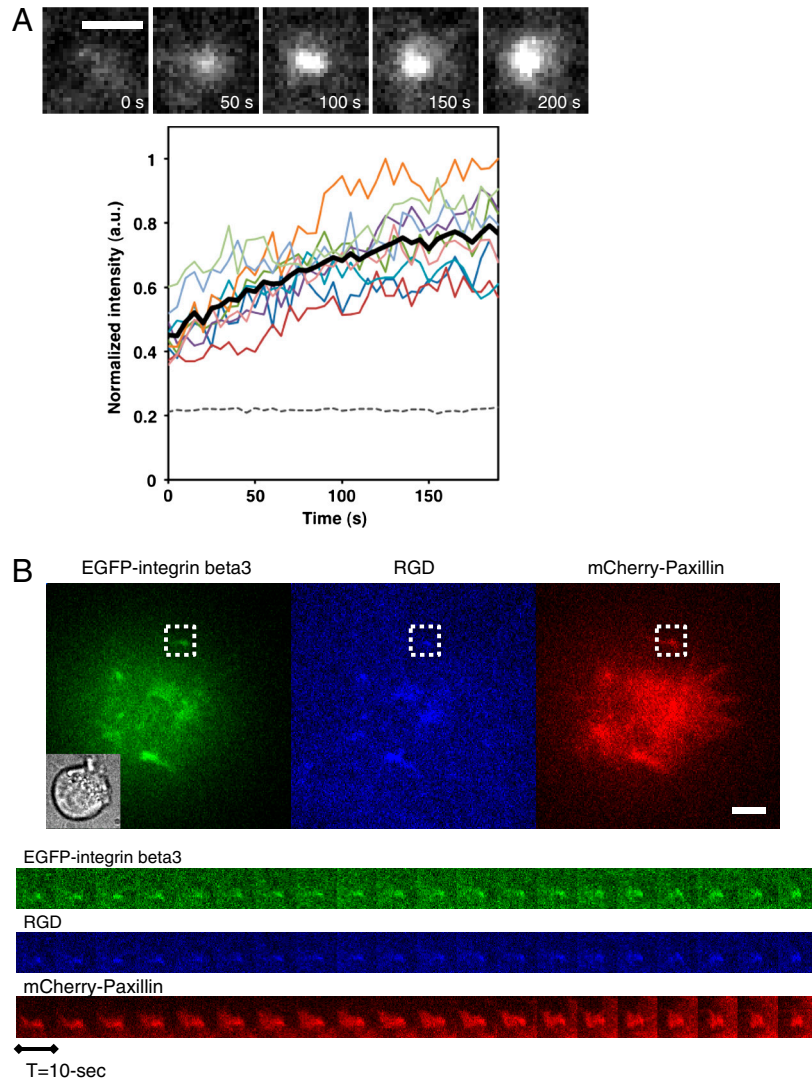 A
0 s
50 s
100 s
150 s
200 s
Normalized intensity (a.u.)
1
0.8
0.6
0.4
0.2
0
0
50
100
150
Time (s)
B
EGFP-integrin beta3
RGD
mCherry-Paxillin
EGFP-integrin beta3
RGD
mCherry-Paxillin
T=10-sec